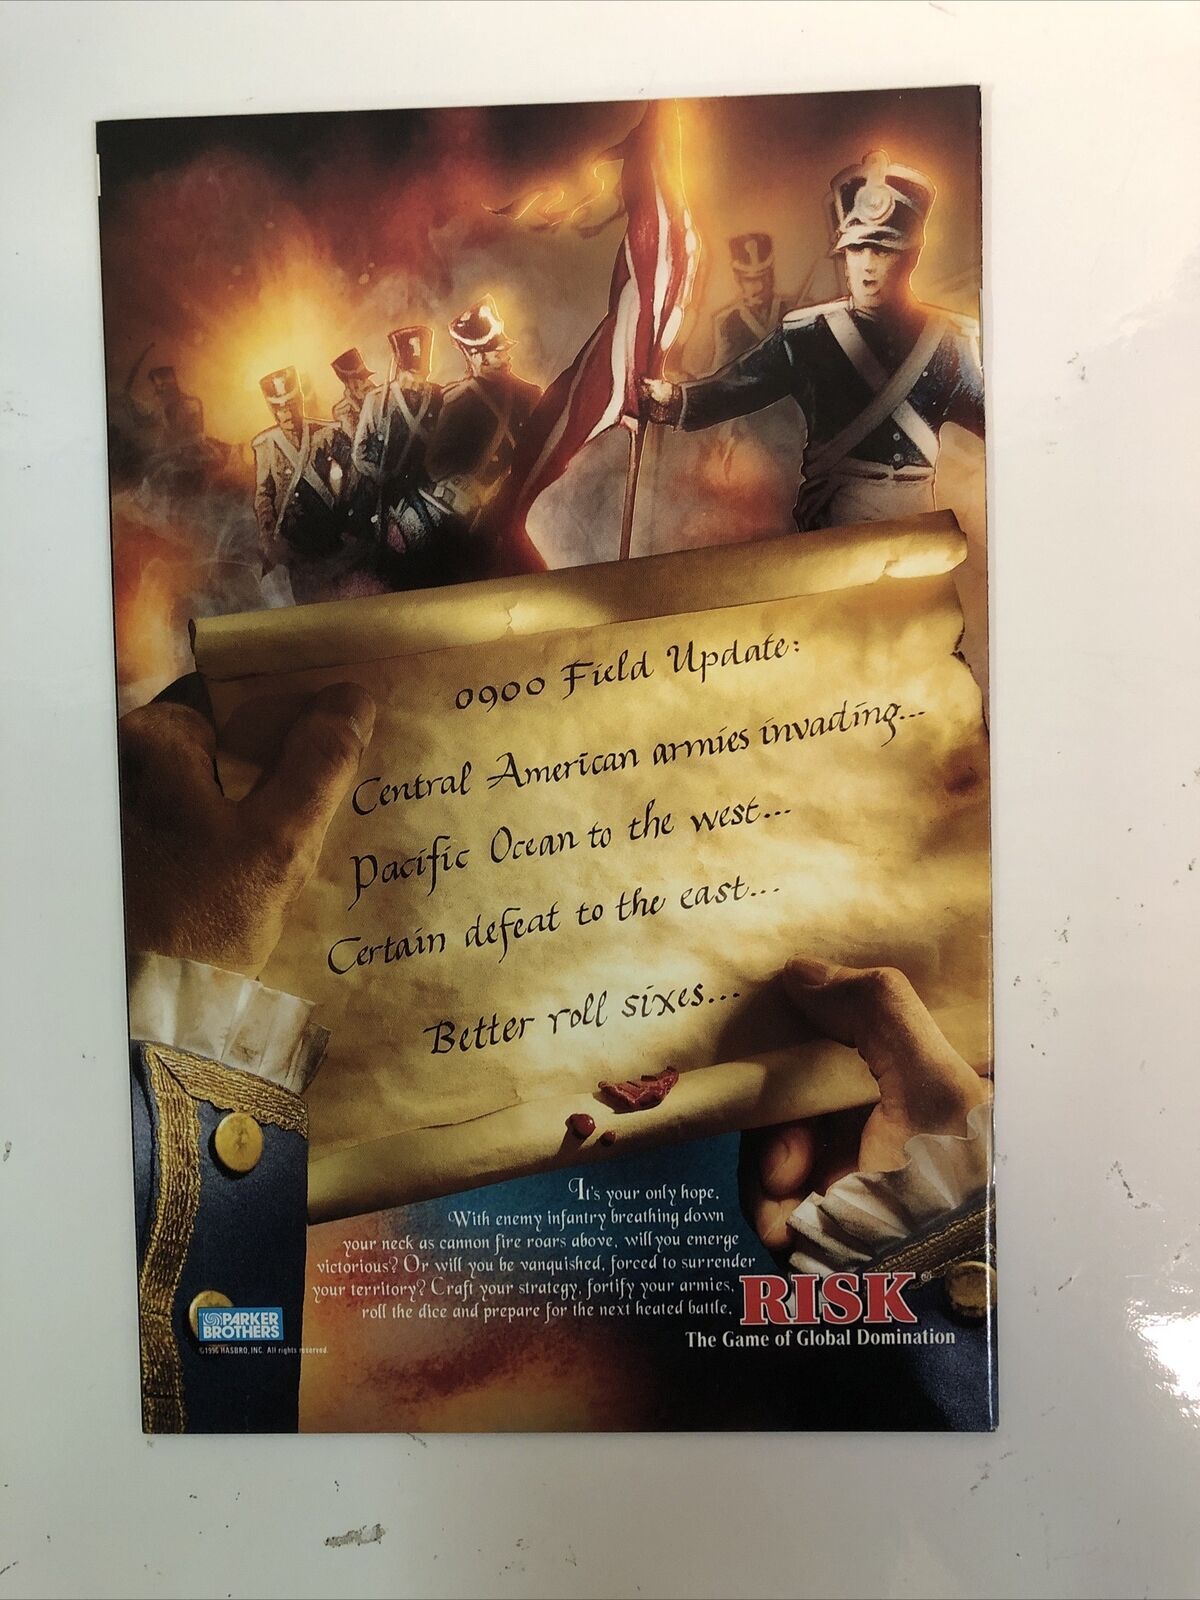 0900 Field Update:
Central American armies invading...
Pacific Ocean to the west...
Certain defeat to the east...
Better roll sixes...
It's your only hope.
With enemy infantry breathing down
your neck as cannon fire roars above, will you emerge
victorious? Or will you be vanquished, forced to surrender
your territory? Craft your strategy, fortify your armies,
roll the dice and prepare for the next heated battle.
RISK®
The Game of Global Domination
PARKER
BROTHERS
©1996 HASBRO, INC. All rights reserved.